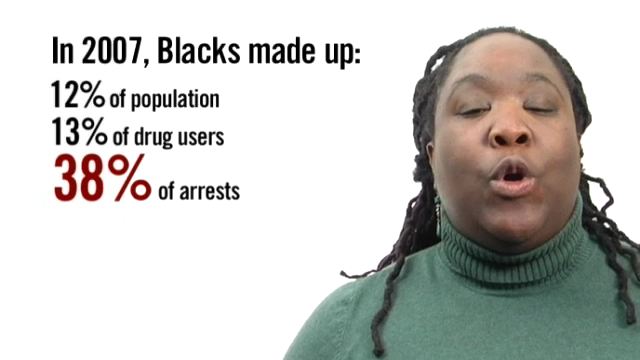 In 2007, Blacks made up:
12% of population
13% of drug users
38% of arrests